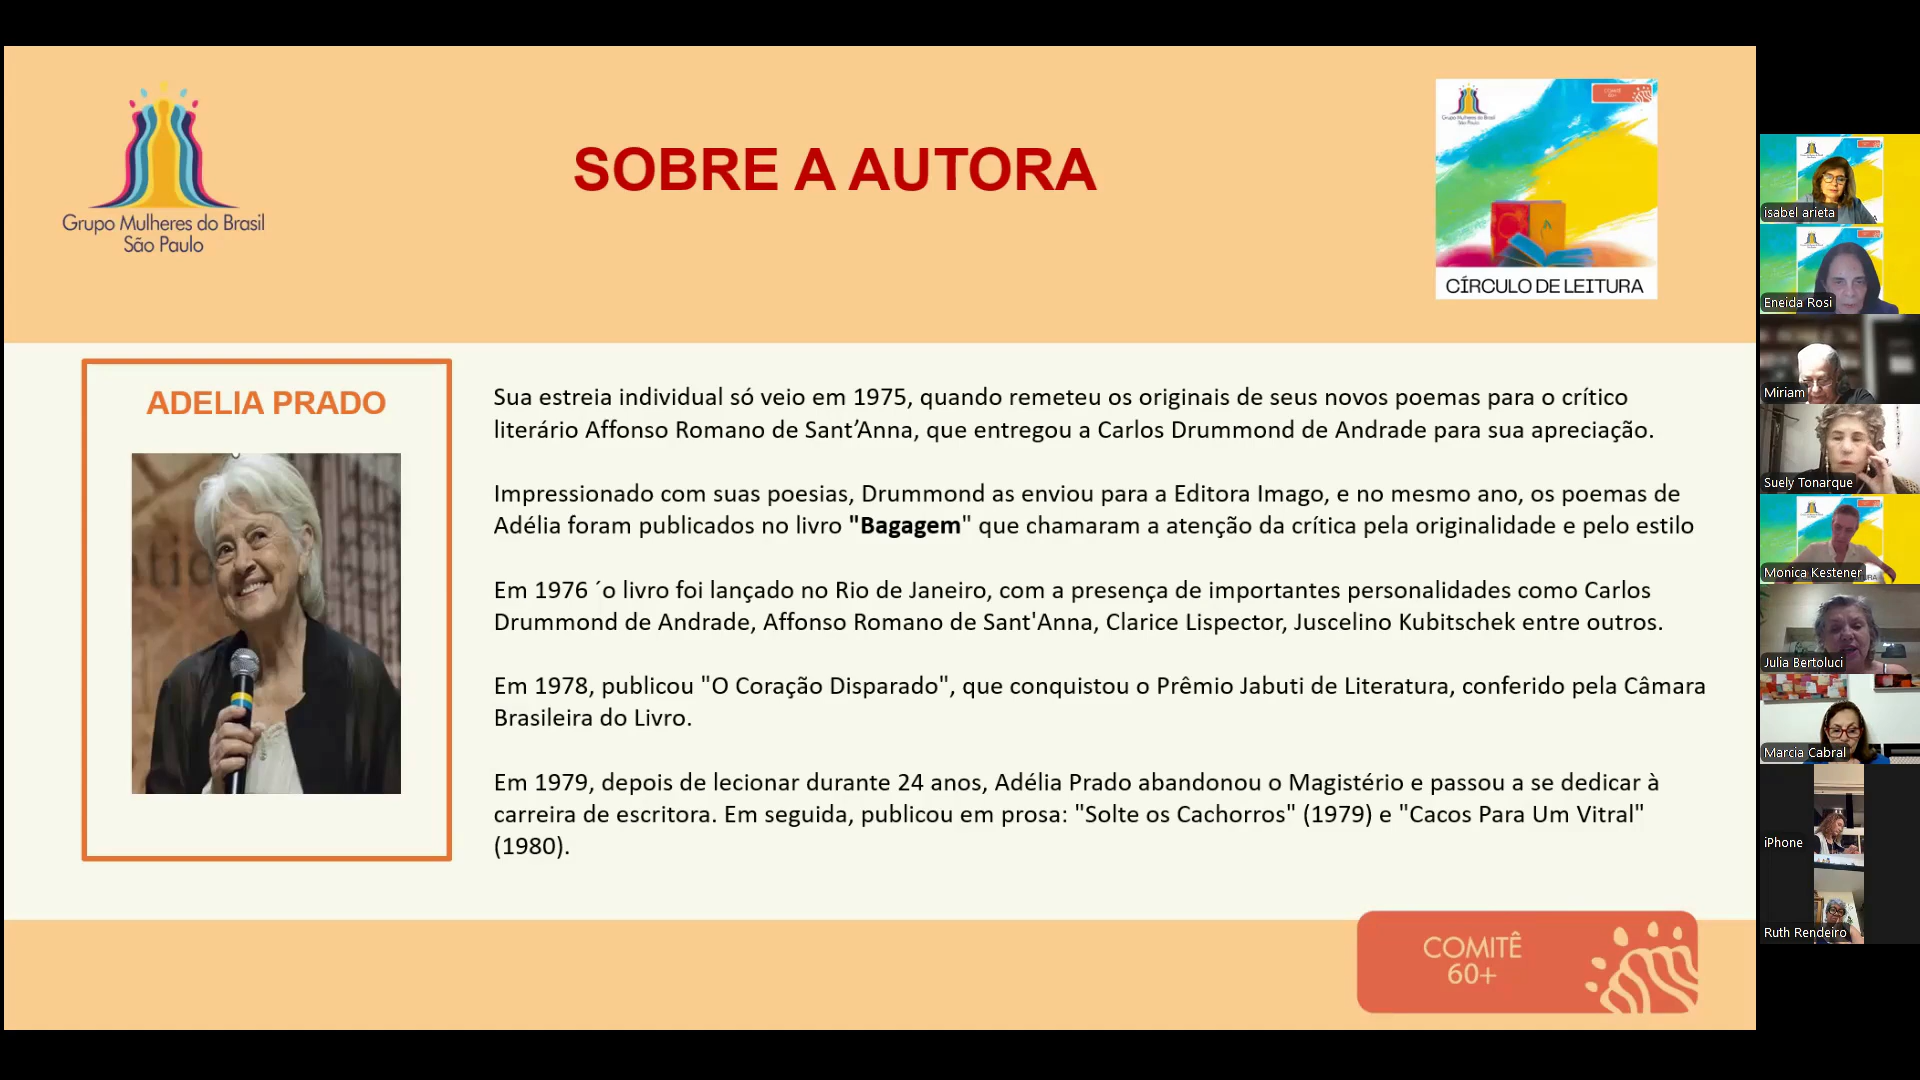 Grupo Mulheres do Brasil
São Paulo
SOBRE A AUTORA
Grupo Mulheres do Brasil
São Paulo
COMITÊ
60+
CÍRCULO DE LEITURA
ADELIA PRADO
Sua estreia individual só veio em 1975, quando remeteu os originais de seus novos poemas para o crítico
literário Affonso Romano de Sant’Anna, que entregou a Carlos Drummond de Andrade para sua apreciação.
Impressionado com suas poesias, Drummond as enviou para a Editora Imago, e no mesmo ano, os poemas de
Adélia foram publicados no livro "Bagagem" que chamaram a atenção da crítica pela originalidade e pelo estilo
Em 1976 ´o livro foi lançado no Rio de Janeiro, com a presença de importantes personalidades como Carlos
Drummond de Andrade, Affonso Romano de Sant'Anna, Clarice Lispector, Juscelino Kubitschek entre outros.
Em 1978, publicou "O Coração Disparado", que conquistou o Prêmio Jabuti de Literatura, conferido pela Câmara
Brasileira do Livro.
Em 1979, depois de lecionar durante 24 anos, Adélia Prado abandonou o Magistério e passou a se dedicar à
carreira de escritora. Em seguida, publicou em prosa: "Solte os Cachorros" (1979) e "Cacos Para Um Vitral"
(1980).
COMITÊ
60+
isabel arieta
Eneida Rosi
Miriam
Suely Tonarque
Monica Kestener
Julia Bertoluci
Marcia Cabral
iPhone
Ruth Rendeiro